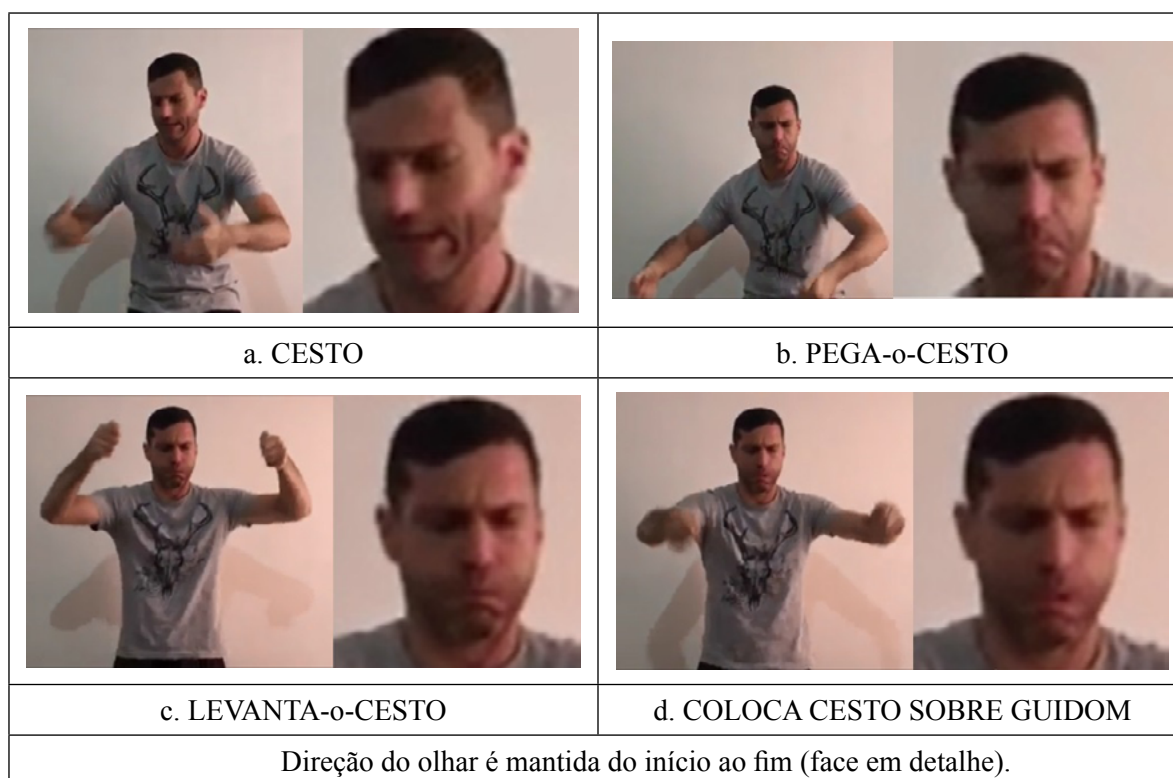 a. CESTO
b. PEGA-o-CESTO
c. LEVANTA-o-CESTO
d. COLOCA CESTO SOBRE GUIDOM
Direção do olhar é mantida do início ao fim (face em detalhe).